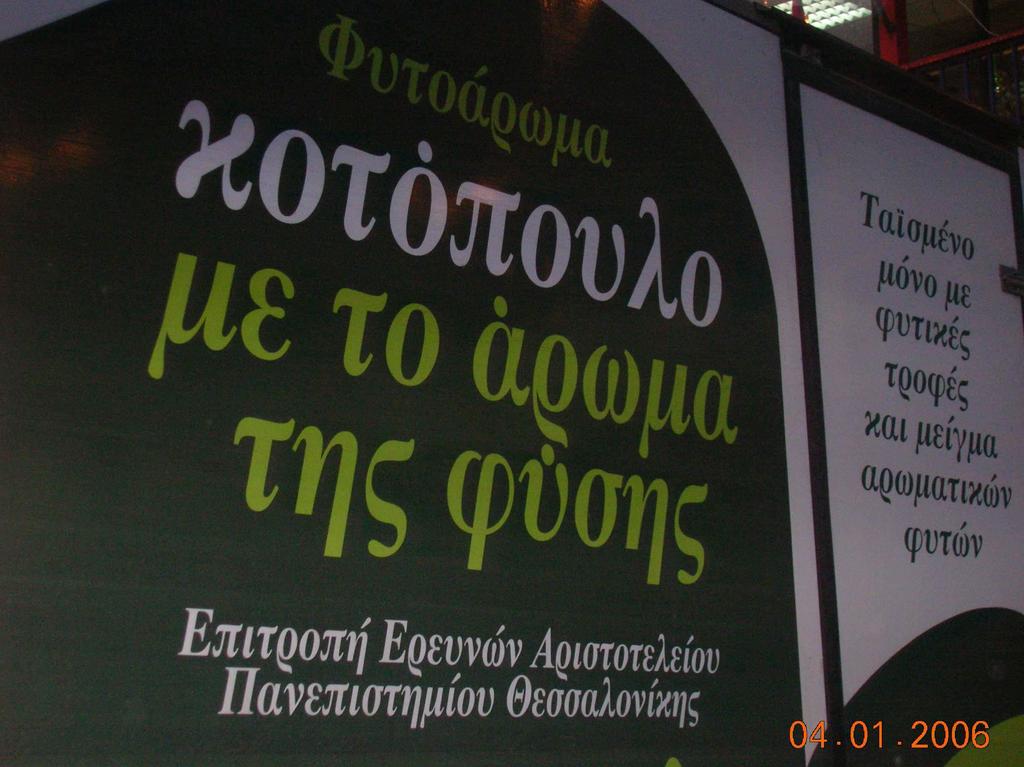 Φυτοάρωμα
κοτόπουλο
με το άρωμα
της φύσης
Επιτροπή Ερευνών Αριστοτελείου
Πανεπιστημίου Θεσσαλονίκης
Ταϊσμένο
μόνο με
φυτικές
τροφές
και μείγμα
αρωματικών
φυτών
04.01.2006